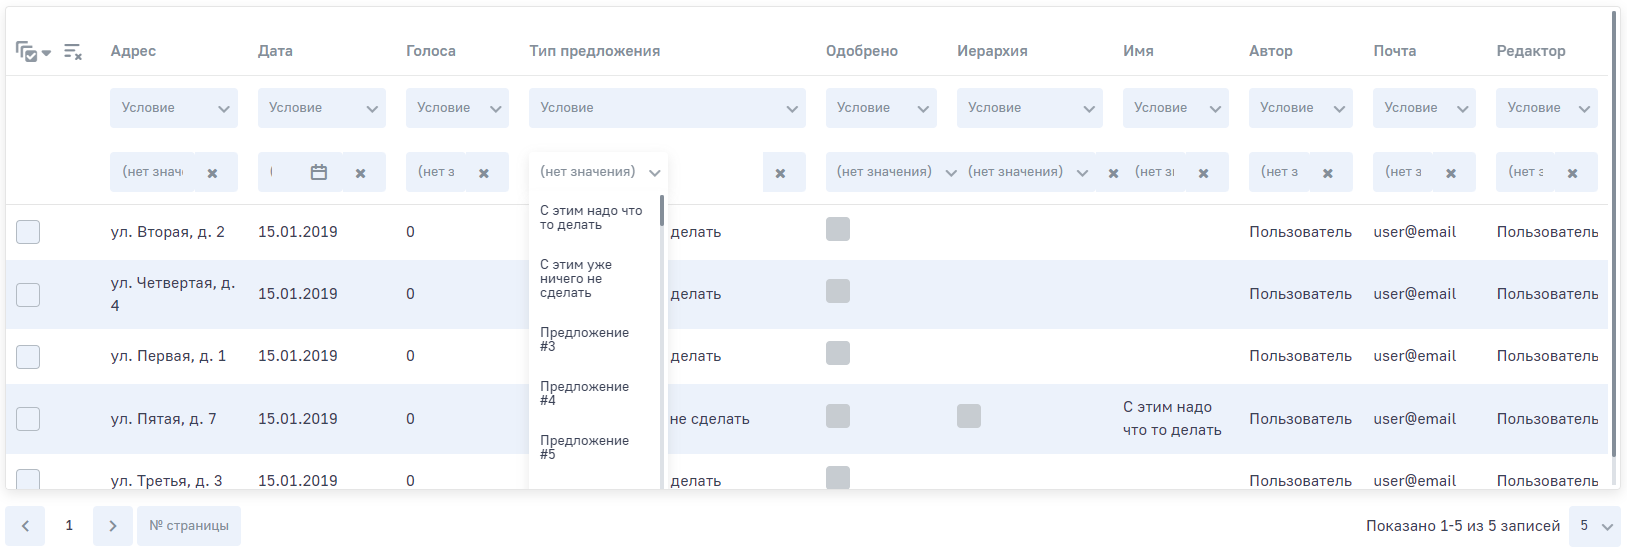 Адрес Дата Голоса Тип предложения Одобрено Иерархия Имя Автор Почта Редактор
Условие Условие Условие Условие Условие Условие Условие Условие Условие Условие
(нет знач (нет з (нет значения) (нет значения) (нет значения) (нет з (нет з (нет з (нет з
С этим надо что
то делать
С этим уже
ничего не
сделать
Предложение
#3
Предложение
#4
Предложение
#5
ул. Вторая, д. 2 15.01.2019 0 делать Пользователь user@email Пользователь
ул. Четвертая, д.
4 15.01.2019 0 делать Пользователь user@email Пользователь
ул. Первая, д. 1 15.01.2019 0 делать Пользователь user@email Пользователь
ул. Пятая, д. 7 15.01.2019 0 не сделать С этим надо
что то делать Пользователь user@email Пользователь
ул. Третья, д. 3 15.01.2019 0 делать Пользователь user@email Пользователь
1 № страницы Показано 1-5 из 5 записей 5